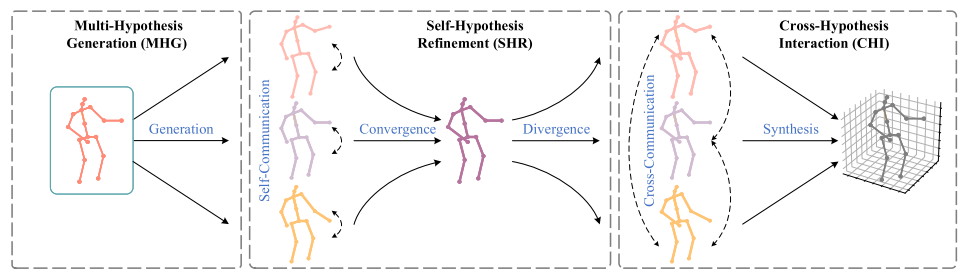 Multi-Hypothesis
Generation (MHG)
Generation
Self-Hypothesis
Refinement (SHR)
Self-Communication
Convergence
Divergence
Cross-Hypothesis
Interaction (CHI)
Cross-Communication
Synthesis